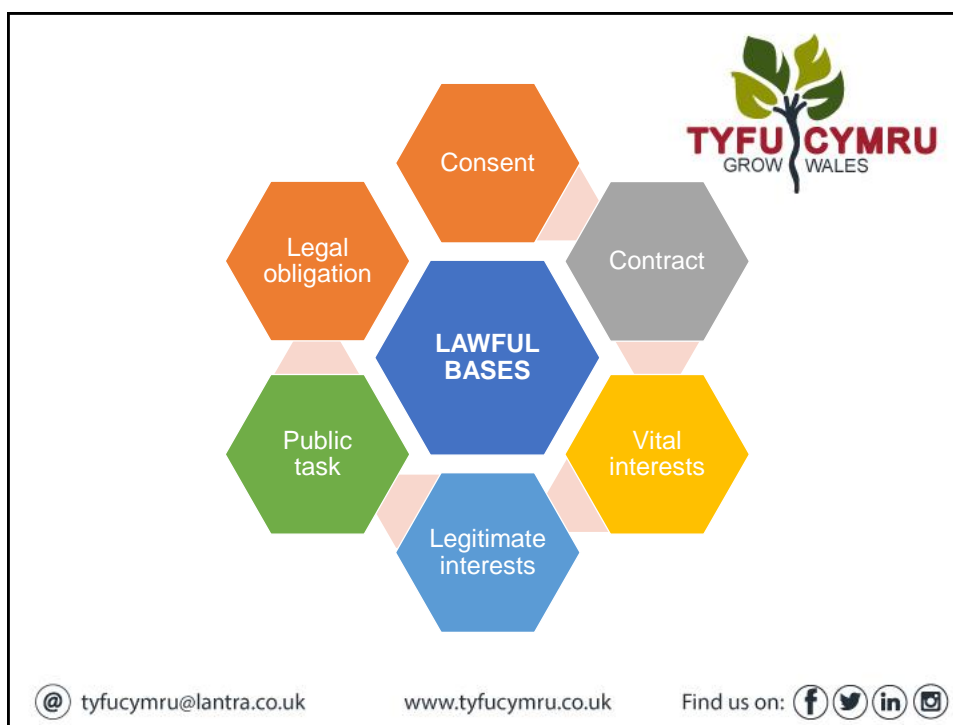 TYFU CYMRU
GROW WALES
Consent
Contract
Vital
interests
Legitimate
interests
Public
task
Legal
obligation
LAWFUL
BASES
@ tyfucymru@lantra.co.uk
www.tyfucymru.co.uk
Find us on: f in